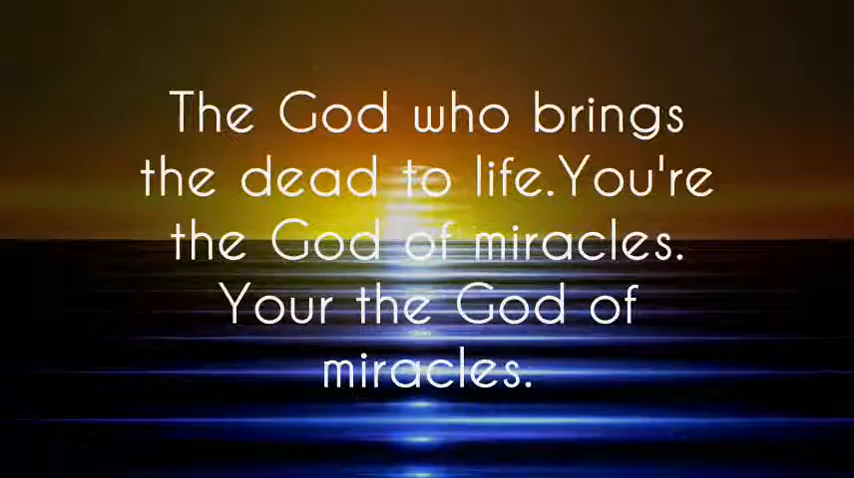 The God who brings
the dead to life.You're
the God of miracles.
Your the God of
miracles.